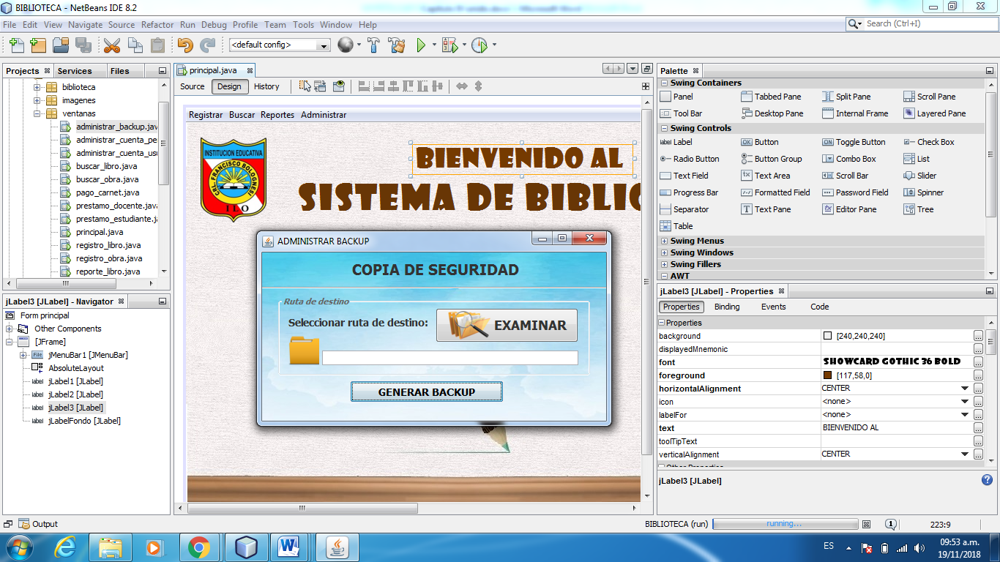 BIBLIOTECA - NetBeans IDE 8.2
File Edit View Navigate Source Refactor Run Debug Profile Team Tools Window Help
Search (Ctrl+I)
<default config>
Projects
Services
Files
biblioteca
imagenes
ventanas
administrar_backup.jav
administrar_cuenta_pe
administrar_cuenta_usu
buscar_libro.java
buscar_obra.java
pago_carnet.java
prestamo_docente.java
prestamo_estudiante.ja
principal.java
registro_libro.java
registro_obra.java
reporte_libro.java
jLabel3 [JLabel] - Navigator
Form principal
Other Components
[JFrame]
jMenuBar1 [JMenuBar]
AbsoluteLayout
jLabel1 [JLabel]
jLabel2 [JLabel]
jLabel3 [JLabel]
jLabelFondo [JLabel]
principal.java
Source Design History
Registrar Buscar Reportes Administrar
INSTITUCION EDUCATIVA
CRL. FRANCISCO BOLOGNESI
ILO
BIENVENIDO AL
SISTEMA DE BIBLIO
ADMINISTRAR BACKUP
COPIA DE SEGURIDAD
Ruta de destino
Seleccionar ruta de destino:
EXAMINAR
GENERAR BACKUP
Palette
Swing Containers
Panel Tabbed Pane Split Pane Scroll Pane
Tool Bar Desktop Pane Internal Frame Layered Pane
Swing Controls
label Label OK Button ON Toggle Button Check Box
Radio Button Button Group Combo Box List
Text Field Text Area Scroll Bar Slider
Progress Bar Formatted Field Password Field Spinner
Separator Text Pane Editor Pane Tree
Table
Swing Menus
Swing Windows
Swing Fillers
AWT
jLabel3 [JLabel] - Properties
Properties Binding Events Code
Properties
background [240,240,240]
displayedMnemonic
font Showcard Gothic 36 Bold
foreground [117,58,0]
horizontalAlignment CENTER
icon <none>
labelFor <none>
text BIENVENIDO AL
toolTipText
verticalAlignment CENTER
Other Properties
jLabel3 [JLabel]
Output
BIBLIOTECA (run)
running...
1
223:9
ES
09:53 a.m.
19/11/2018